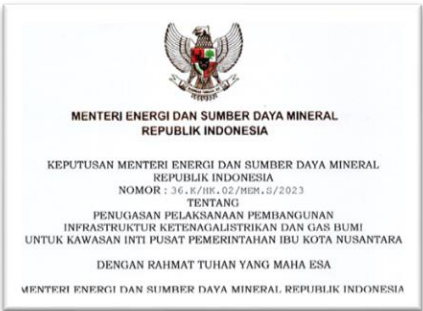 MENTERI ENERGI DAN SUMBER DAYA MINERAL
REPUBLIK INDONESIA
KEPUTUSAN MENTERI ENERGI DAN SUMBER DAYA MINERAL
REPUBLIK INDONESIA
NOMOR : 36.K/HK.02/MEM.S/2023
TENTANG
PENUGASAN PELAKSANAAN PEMBANGUNAN
INFRASTRUKTUR KETENAGALISTRIKAN DAN GAS BUMI
UNTUK KAWASAN INTI PUSAT PEMERINTAHAN IBU KOTA NUSANTARA
DENGAN RAHMAT TUHAN YANG MAHA ESA
MENTERI ENERGI DAN SUMBER DAYA MINERAL REPUBLIK INDONESIA